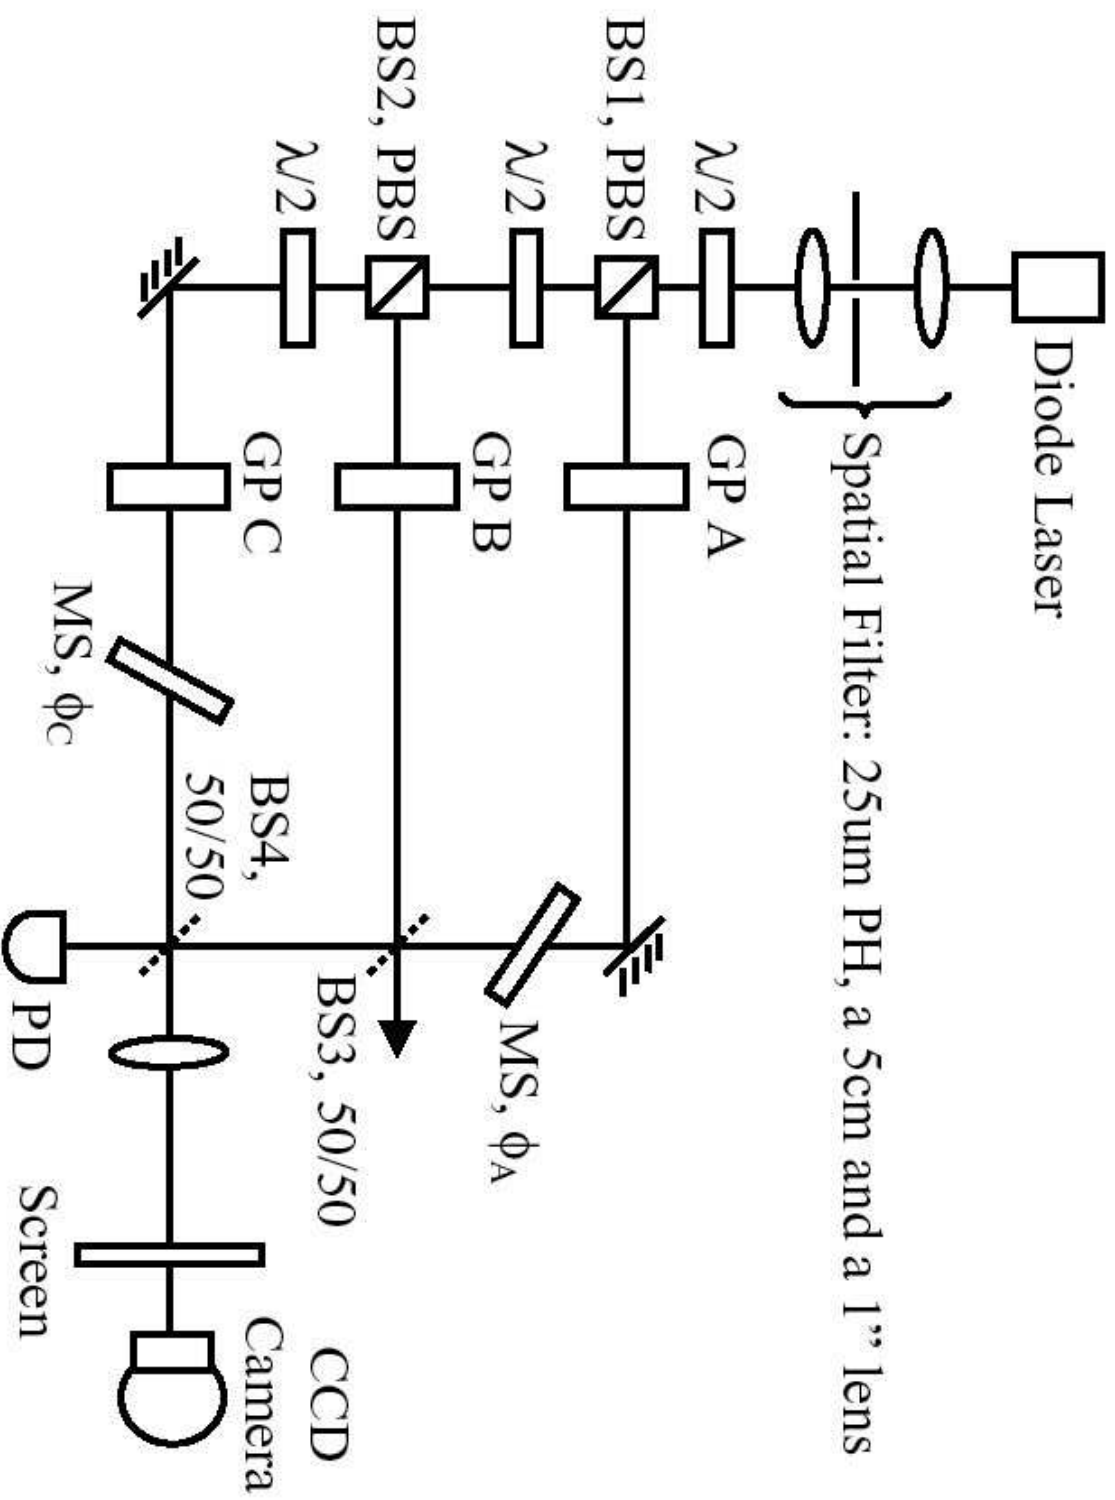 Diode Laser
Spatial Filter: 25um PH, a 5cm and a 1” lens
λ/2
BS1, PBS
GP A
λ/2
BS2, PBS
GP B
λ/2
GP C
MS, ϕA
MS, ϕC
BS3, 50/50
BS4,
50/50
PD
Screen
CCD
Camera